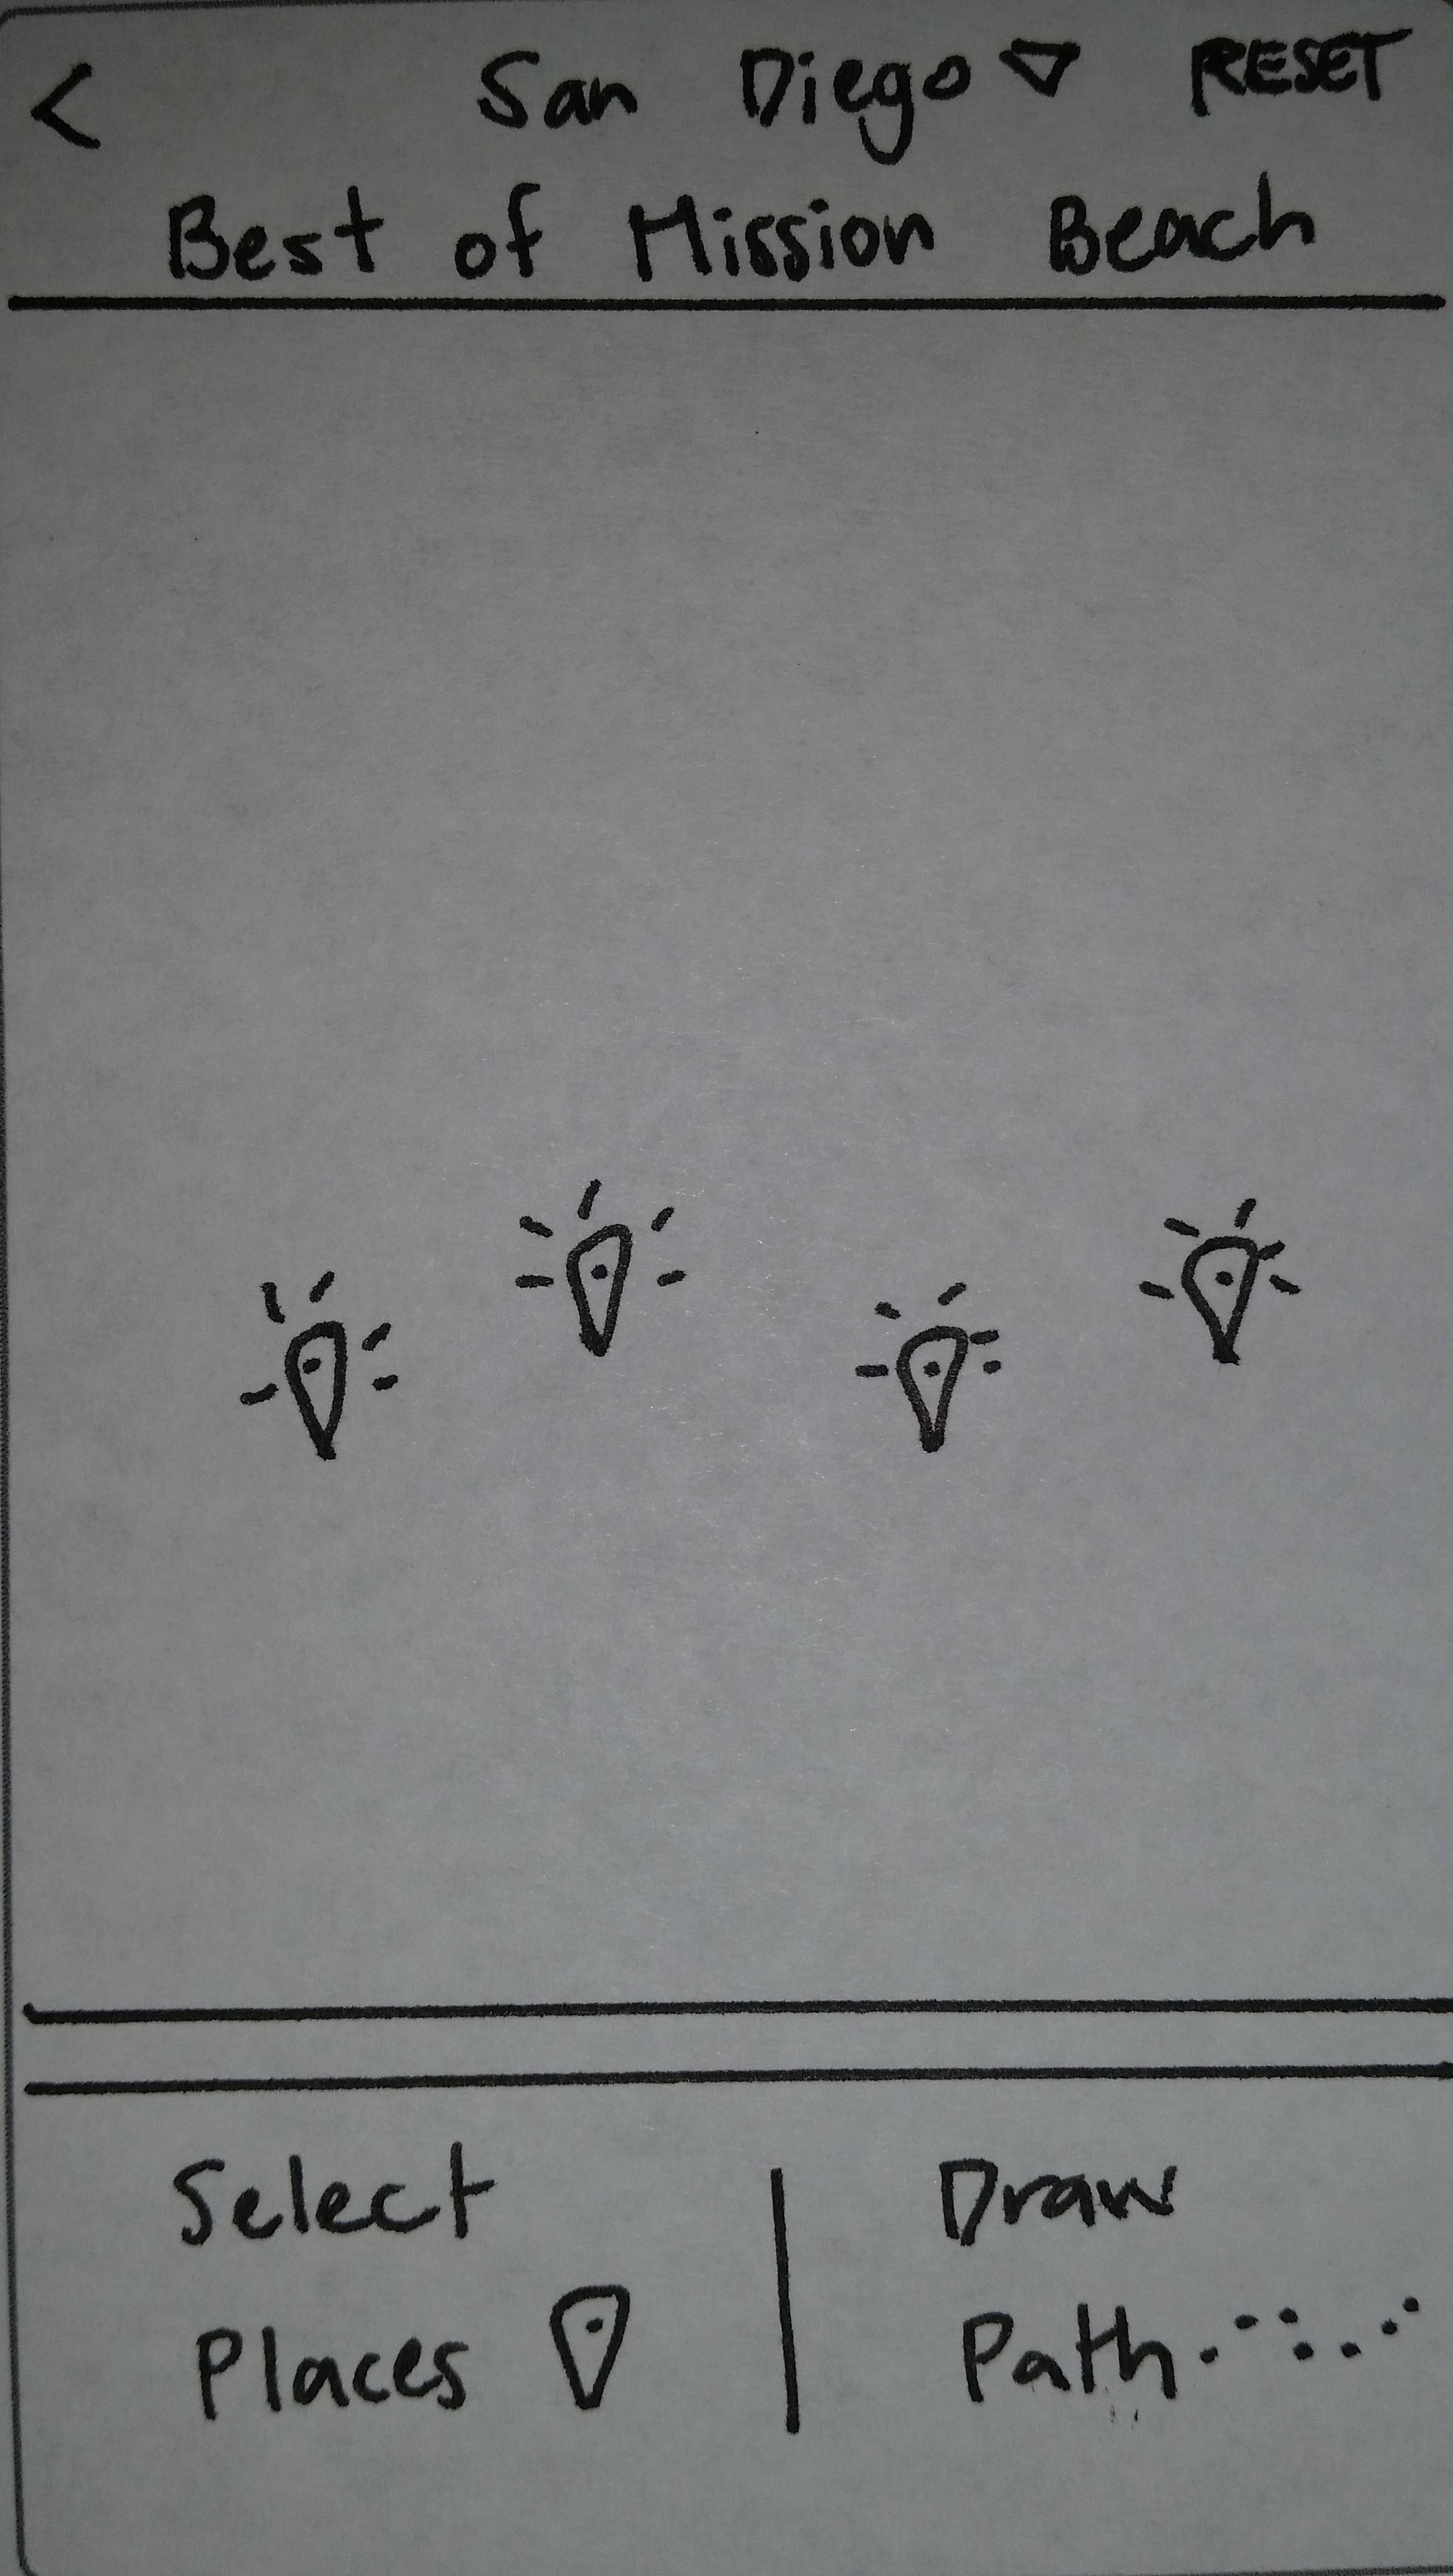 < San Diego ▽ RESET
Best of Mission Beach
Select
Places
Draw
Path